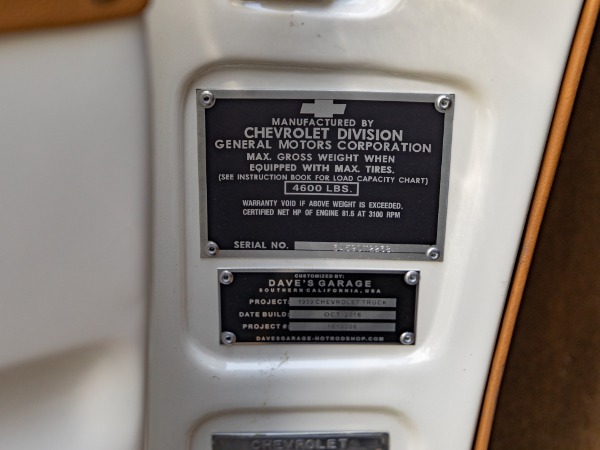 MANUFACTURED BY
CHEVROLET DIVISION
GENERAL MOTORS CORPORATION
MAX. GROSS WEIGHT WHEN
EQUIPPED WITH MAX. TIRES.
(SEE INSTRUCTION BOOK FOR LOAD CAPACITY CHART)
4600 LBS.
WARRANTY VOID IF ABOVE WEIGHT IS EXCEEDED.
CERTIFIED NET HP OF ENGINE 81.5 AT 3100 RPM
SERIAL NO.
CUSTOMIZED BY:
DAVE'S GARAGE
SOUTHERN CALIFORNIA, USA
PROJECT: CHEVROLET TRUCK
DATE BUILD: OCT
PROJECT #:
DAVESGARAGE-HOTRODSHOP.COM
CHEVROLET